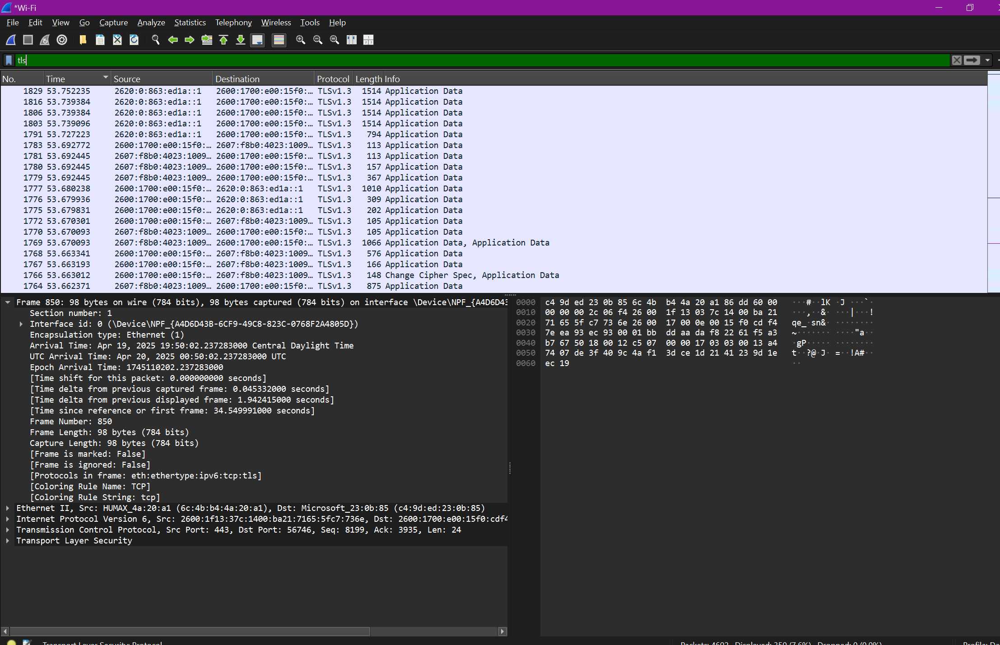 *Wi-Fi
File Edit View Go Capture Analyze Statistics Telephony Wireless Tools Help
tls
No. Time Source Destination Protocol Length Info
1829 53.752235 2620:0:863:ed1a::1 2600:1700:e00:15f0:… TLSv1.3 1514 Application Data
1816 53.739384 2620:0:863:ed1a::1 2600:1700:e00:15f0:… TLSv1.3 1514 Application Data
1806 53.739384 2620:0:863:ed1a::1 2600:1700:e00:15f0:… TLSv1.3 1514 Application Data
1803 53.739096 2620:0:863:ed1a::1 2600:1700:e00:15f0:… TLSv1.3 1514 Application Data
1791 53.727223 2620:0:863:ed1a::1 2600:1700:e00:15f0:… TLSv1.3 794 Application Data
1783 53.692772 2600:1700:e00:15f0:… 2607:f8b0:4023:1009… TLSv1.3 113 Application Data
1781 53.692445 2607:f8b0:4023:1009… 2600:1700:e00:15f0:… TLSv1.3 113 Application Data
1780 53.692445 2607:f8b0:4023:1009… 2600:1700:e00:15f0:… TLSv1.3 157 Application Data
1779 53.692445 2607:f8b0:4023:1009… 2600:1700:e00:15f0:… TLSv1.3 367 Application Data
1777 53.680238 2600:1700:e00:15f0:… 2620:0:863:ed1a::1 TLSv1.3 1010 Application Data
1776 53.679936 2600:1700:e00:15f0:… 2620:0:863:ed1a::1 TLSv1.3 309 Application Data
1775 53.679831 2600:1700:e00:15f0:… 2620:0:863:ed1a::1 TLSv1.3 202 Application Data
1772 53.670301 2600:1700:e00:15f0:… 2607:f8b0:4023:1009… TLSv1.3 105 Application Data
1770 53.670093 2607:f8b0:4023:1009… 2600:1700:e00:15f0:… TLSv1.3 105 Application Data
1769 53.670093 2607:f8b0:4023:1009… 2600:1700:e00:15f0:… TLSv1.3 1066 Application Data, Application Data
1768 53.663341 2600:1700:e00:15f0:… 2607:f8b0:4023:1009… TLSv1.3 576 Application Data
1767 53.663193 2600:1700:e00:15f0:… 2607:f8b0:4023:1009… TLSv1.3 166 Application Data
1766 53.663012 2600:1700:e00:15f0:… 2607:f8b0:4023:1009… TLSv1.3 148 Change Cipher Spec, Application Data
1764 53.662371 2607:f8b0:4023:1009… 2600:1700:e00:15f0:… TLSv1.3 875 Application Data
Frame 850: 98 bytes on wire (784 bits), 98 bytes captured (784 bits) on interface \Device\NPF_{A4D6D43
Section number: 1
Interface id: 0 (\Device\NPF_{A4D6D43B-6CF9-49C8-823C-0768F2A4805D})
Encapsulation type: Ethernet (1)
Arrival Time: Apr 19, 2025 19:50:02.237283000 Central Daylight Time
UTC Arrival Time: Apr 20, 2025 00:50:02.237283000 UTC
Epoch Arrival Time: 1745110202.237283000
[Time shift for this packet: 0.000000000 seconds]
[Time delta from previous captured frame: 0.045332000 seconds]
[Time delta from previous displayed frame: 1.942415000 seconds]
[Time since reference or first frame: 34.549991000 seconds]
Frame Number: 850
Frame Length: 98 bytes (784 bits)
Capture Length: 98 bytes (784 bits)
[Frame is marked: False]
[Frame is ignored: False]
[Protocols in frame: eth:ethertype:ipv6:tcp:tls]
[Coloring Rule Name: TCP]
[Coloring Rule String: tcp]
Ethernet II, Src: HUMAX_4a:20:a1 (6c:4b:b4:4a:20:a1), Dst: Microsoft_23:0b:85 (c4:9d:ed:23:0b:85)
Internet Protocol Version 6, Src: 2600:1f13:37c:1400:ba21:7165:5fc7:736e, Dst: 2600:1700:e00:15f0:cdf4
Transmission Control Protocol, Src Port: 443, Dst Port: 56746, Seq: 8199, Ack: 3935, Len: 24
Transport Layer Security
0000 c4 9d ed 23 0b 85 6c 4b b4 4a 20 a1 86 dd 60 00 ···#··lK ·J ···`·
0010 00 00 00 2c 06 f4 26 00 1f 13 03 7c 14 00 ba 21 ···,··&· ···|···!
0020 71 65 5f c7 73 6e 26 00 17 00 0e 00 15 f0 cd f4 qe_·sn&· ········
0030 7e ea 93 ec 93 00 01 bb dd aa da f8 22 61 f5 a3 ~······· ····"a··
0040 b7 67 50 18 00 12 c5 07 00 00 17 03 03 00 13 a4 ·gP····· ········
0050 74 07 de 3f 40 9c 4a f1 3d ce 1d 21 41 23 9d 1e t··?@·J· =··!A#··
0060 ec 19 ··
Transport Layer Security: Protocol
Packets: 4602 · Displayed: 350 (7.6%) · Dropped: 0 (0.0%)
Profile: De